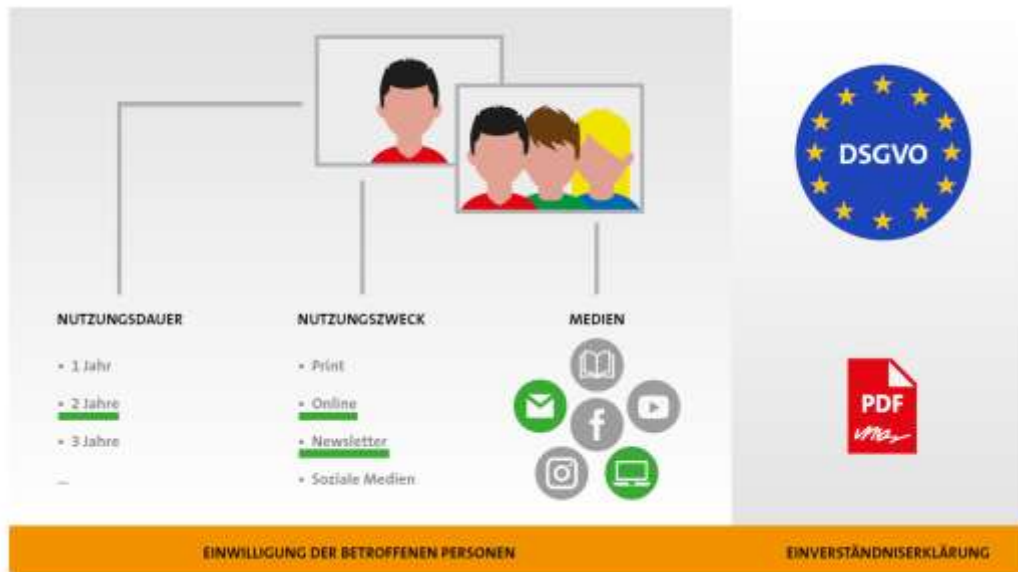 DSGVO
NUTZUNGSDAUER
• 1 Jahr
• 2 Jahre
• 3 Jahre
...
NUTZUNGSZWECK
• Print
• Online
• Newsletter
• Soziale Medien
MEDIEN
PDF
EINWILLIGUNG DER BETROFFENEN PERSONEN
EINVERSTÄNDNISERKLÄRUNG